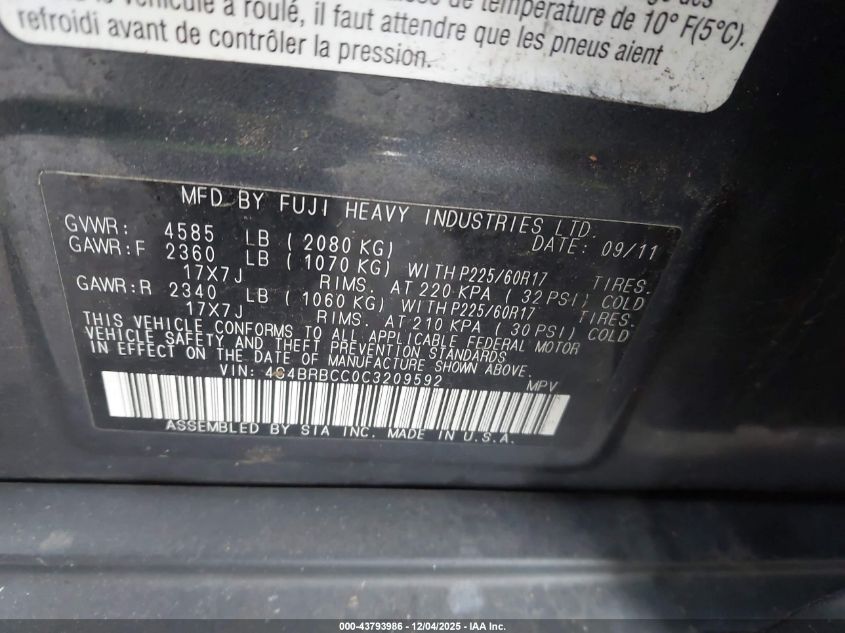 véhicule a roulé, il faut attendre de température de 10° F(5°C).
refroidi avant de contrôler la pression. que les pneus aient
MFD BY FUJI HEAVY INDUSTRIES LTD.
GVWR: 4585 LB ( 2080 KG) DATE: 09/11
GAWR:F 2360 LB ( 1070 KG) WITH P225/60R17 TIRES.
17X7J RIMS. AT 220 KPA ( 32 PSI) COLD
GAWR:R 2340 LB ( 1060 KG) WITH P225/60R17 TIRES.
17X7J RIMS. AT 210 KPA ( 30 PSI) COLD
THIS VEHICLE CONFORMS TO ALL APPLICABLE FEDERAL MOTOR
VEHICLE SAFETY AND THEFT PREVENTION STANDARDS
IN EFFECT ON THE DATE OF MANUFACTURE SHOWN ABOVE.
VIN: 4S4BRBCC0C3209592 MPV
ASSEMBLED BY SIA INC. MADE IN U.S.A.
000-43793986 - 12/04/2025 - IAA Inc.